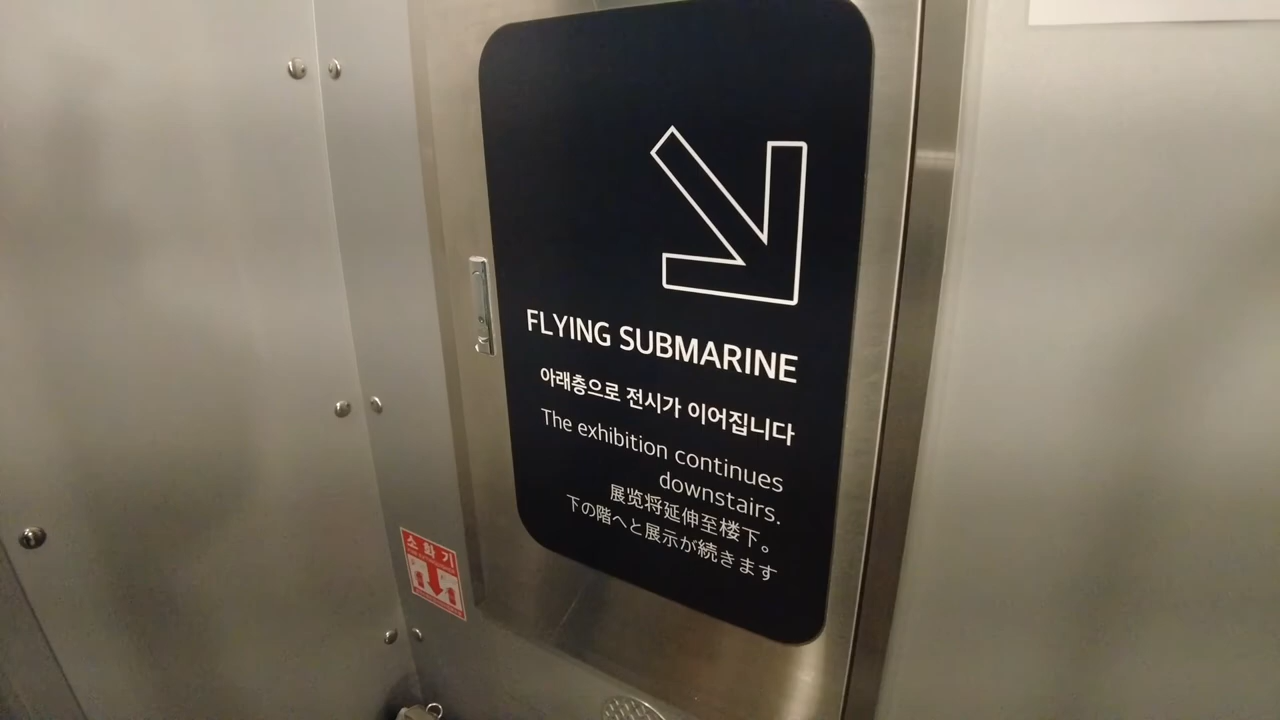 FLYING SUBMARINE
아래층으로 전시가 이어집니다
The exhibition continues
downstairs.
展览将延伸至楼下。
下の階へと展示が続きます
소화기